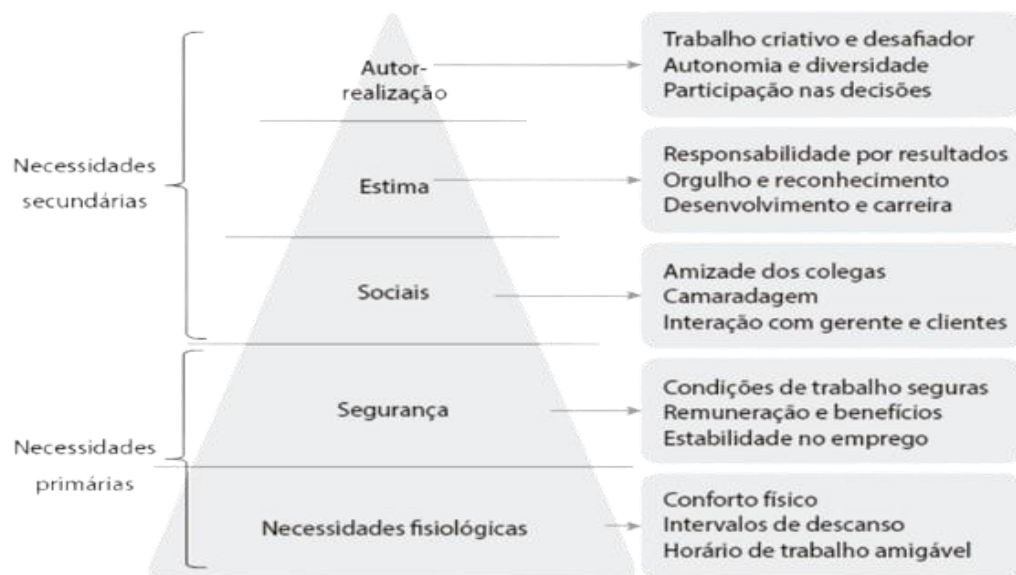 Necessidades
secundárias
Autor-
realização
Trabalho criativo e desafiador
Autonomia e diversidade
Participação nas decisões
Estima
Responsabilidade por resultados
Orgulho e reconhecimento
Desenvolvimento e carreira
Sociais
Amizade dos colegas
Camaradagem
Interação com gerente e clientes
Necessidades
primárias
Segurança
Condições de trabalho seguras
Remuneração e benefícios
Estabilidade no emprego
Necessidades fisiológicas
Conforto físico
Intervalos de descanso
Horário de trabalho amigável